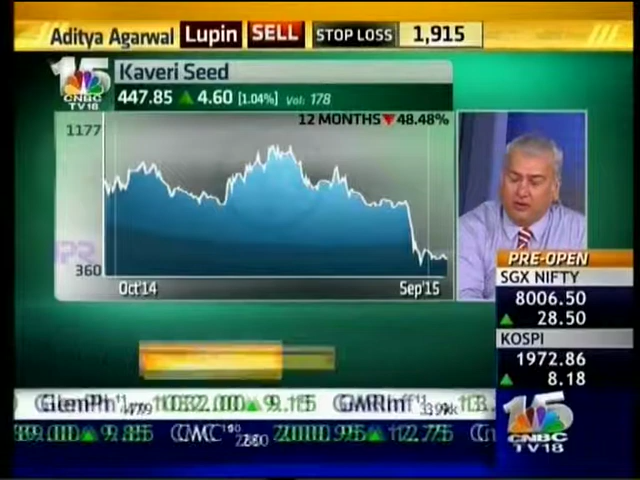 Aditya Agarwal Lupin SELL STOP LOSS 1,915
15 CNBC TV18
Kaveri Seed
447.85 ▲ 4.60 [1.04%] Vol: 178
12 MONTHS ▼ 48.48%
1177
360
Oct'14 Sep'15
PRE-OPEN
SGX NIFTY
8006.50
▲ 28.50
KOSPI
1972.86
▲ 8.18
15 CNBC TV18